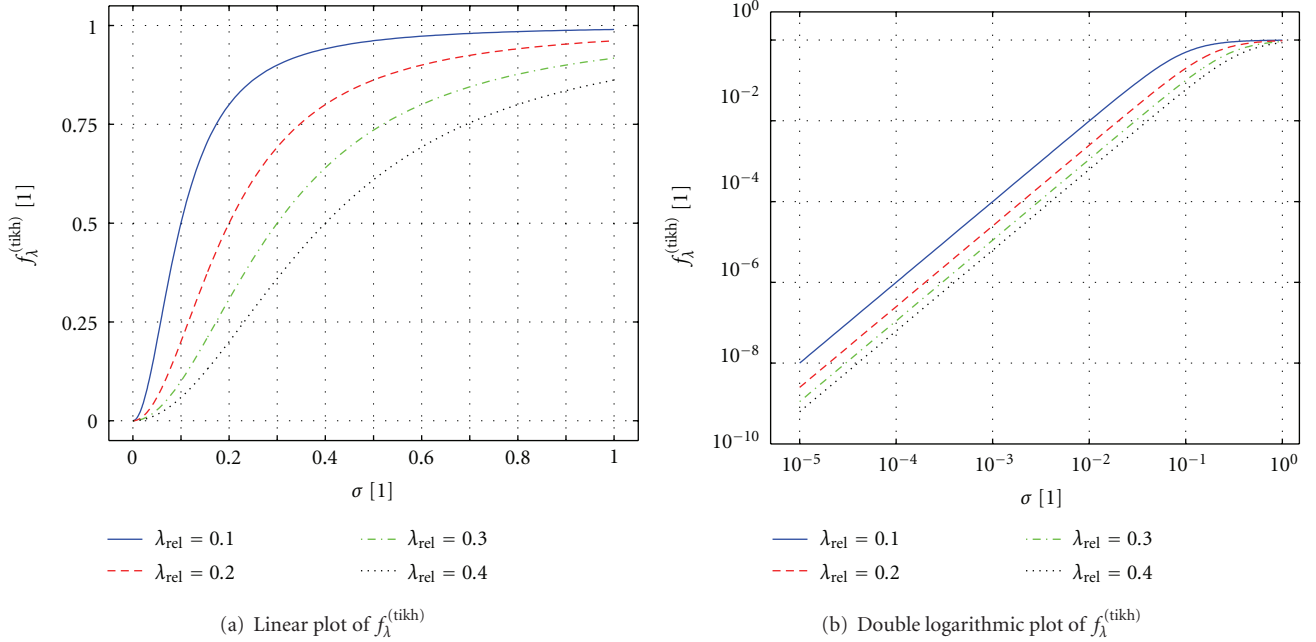 1
0.75
0.5
0.25
0
f_λ^(tikh) [1]
0 0.2 0.4 0.6 0.8 1
σ [1]
λ_rel = 0.1 λ_rel = 0.3
λ_rel = 0.2 λ_rel = 0.4
(a) Linear plot of f_λ^(tikh)
10^0
10^−2
10^−4
10^−6
10^−8
10^−10
f_λ^(tikh) [1]
10^−5 10^−4 10^−3 10^−2 10^−1 10^0
σ [1]
λ_rel = 0.1 λ_rel = 0.3
λ_rel = 0.2 λ_rel = 0.4
(b) Double logarithmic plot of f_λ^(tikh)